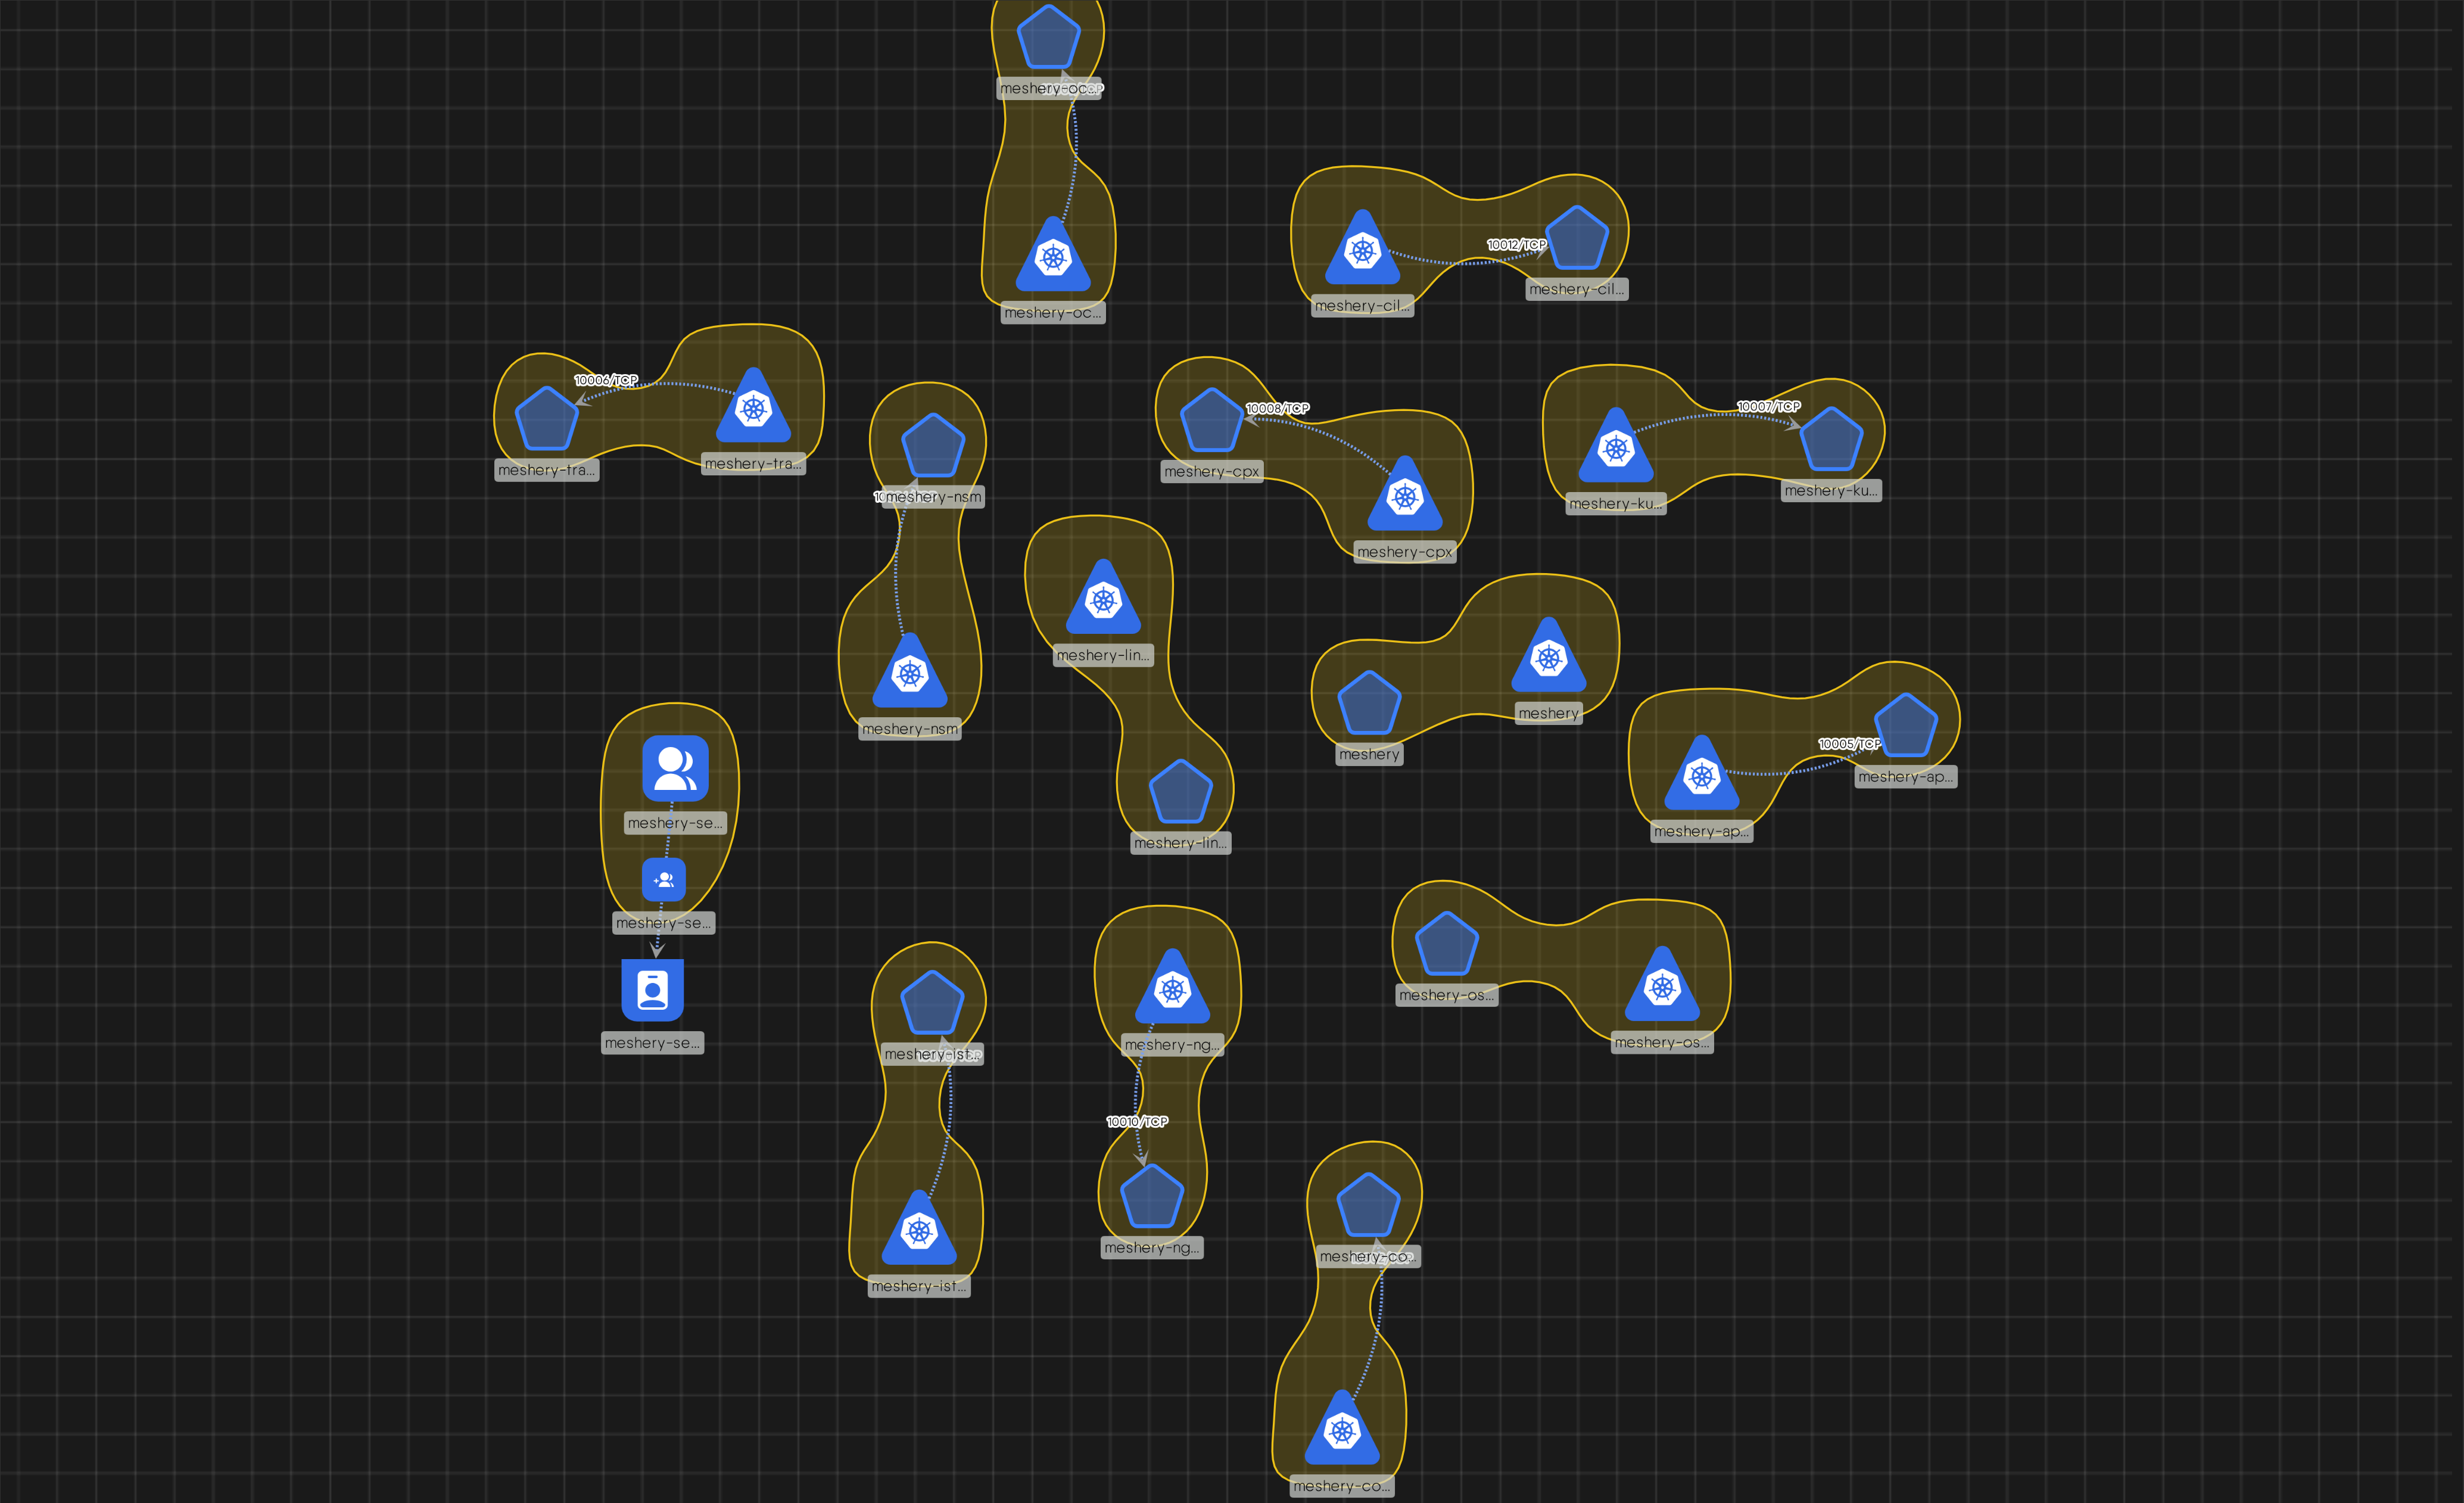 meshery-oc...
meshery-oc...
10012/TCP
meshery-cil...
meshery-cil...
10006/TCP
meshery-tra...
meshery-tra...
meshery-nsm
meshery-nsm
10008/TCP
meshery-cpx
meshery-cpx
10007/TCP
meshery-ku...
meshery-ku...
meshery-lin...
meshery-lin...
meshery
meshery
10005/TCP
meshery-ap...
meshery-ap...
meshery-se...
meshery-se...
meshery-se...
meshery-os...
meshery-os...
meshery-ist...
meshery-ist...
meshery-ng...
10010/TCP
meshery-ng...
meshery-co...
meshery-co...